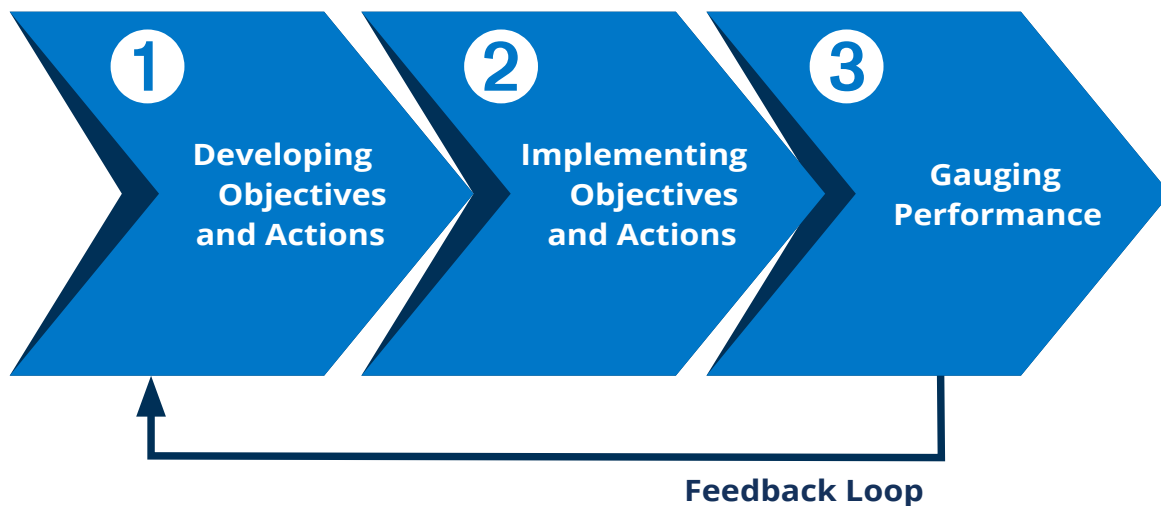 1
Developing
Objectives
and Actions
2
Implementing
Objectives
and Actions
3
Gauging
Performance
Feedback Loop